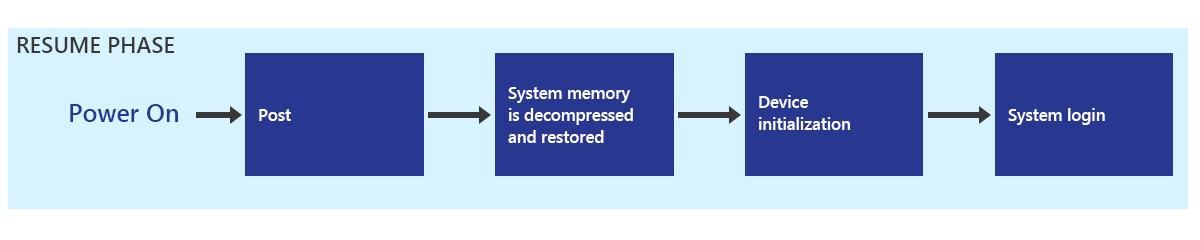 RESUME PHASE
Power On
Post
System memory
is decompressed
and restored
Device
initialization
System login